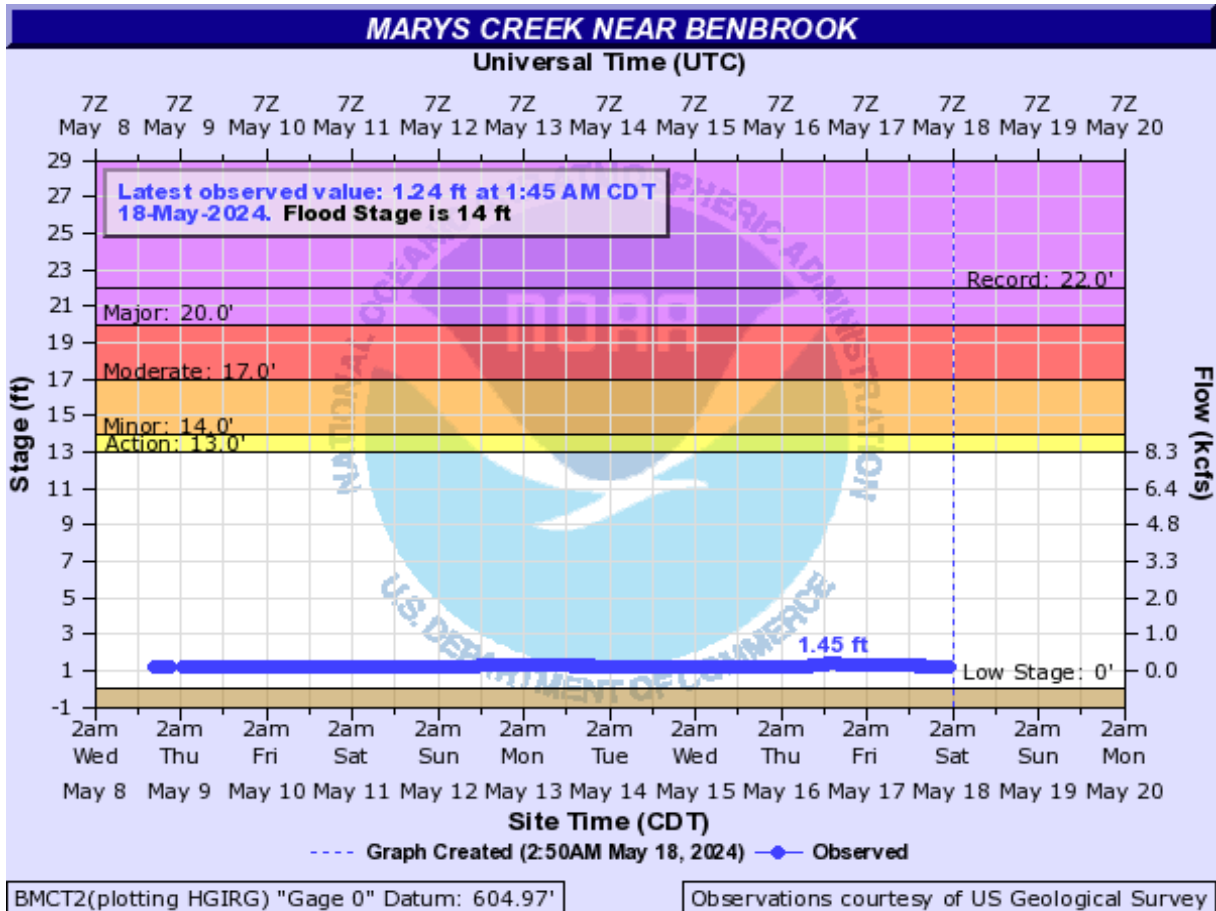 MARYS CREEK NEAR BENBROOK
Universal Time (UTC)
7Z 7Z 7Z 7Z 7Z 7Z 7Z 7Z 7Z 7Z 7Z 7Z 7Z
May 8 May 9 May 10 May 11 May 12 May 13 May 14 May 15 May 16 May 17 May 18 May 19 May 20
Latest observed value: 1.24 ft at 1:45 AM CDT
18-May-2024. Flood Stage is 14 ft
29
27
25
23
21
19
17
15
13
11
9
7
5
3
1
-1
Stage (ft)
Record: 22.0'
Major: 20.0'
Moderate: 17.0'
Minor: 14.0'
Action: 13.0'
1.45 ft
Low Stage: 0'
NATIONAL OCEANIC AND ATMOSPHERIC ADMINISTRATION
NOAA
U.S. DEPARTMENT OF COMMERCE
8.3
6.4
4.8
3.3
2.0
1.0
0.0
Flow (kcfs)
2am 2am 2am 2am 2am 2am 2am 2am 2am 2am 2am 2am 2am
Wed Thu Fri Sat Sun Mon Tue Wed Thu Fri Sat Sun Mon
May 8 May 9 May 10 May 11 May 12 May 13 May 14 May 15 May 16 May 17 May 18 May 19 May 20
Site Time (CDT)
Graph Created (2:50AM May 18, 2024) Observed
BMCT2(plotting HGIRG) "Gage 0" Datum: 604.97'
Observations courtesy of US Geological Survey